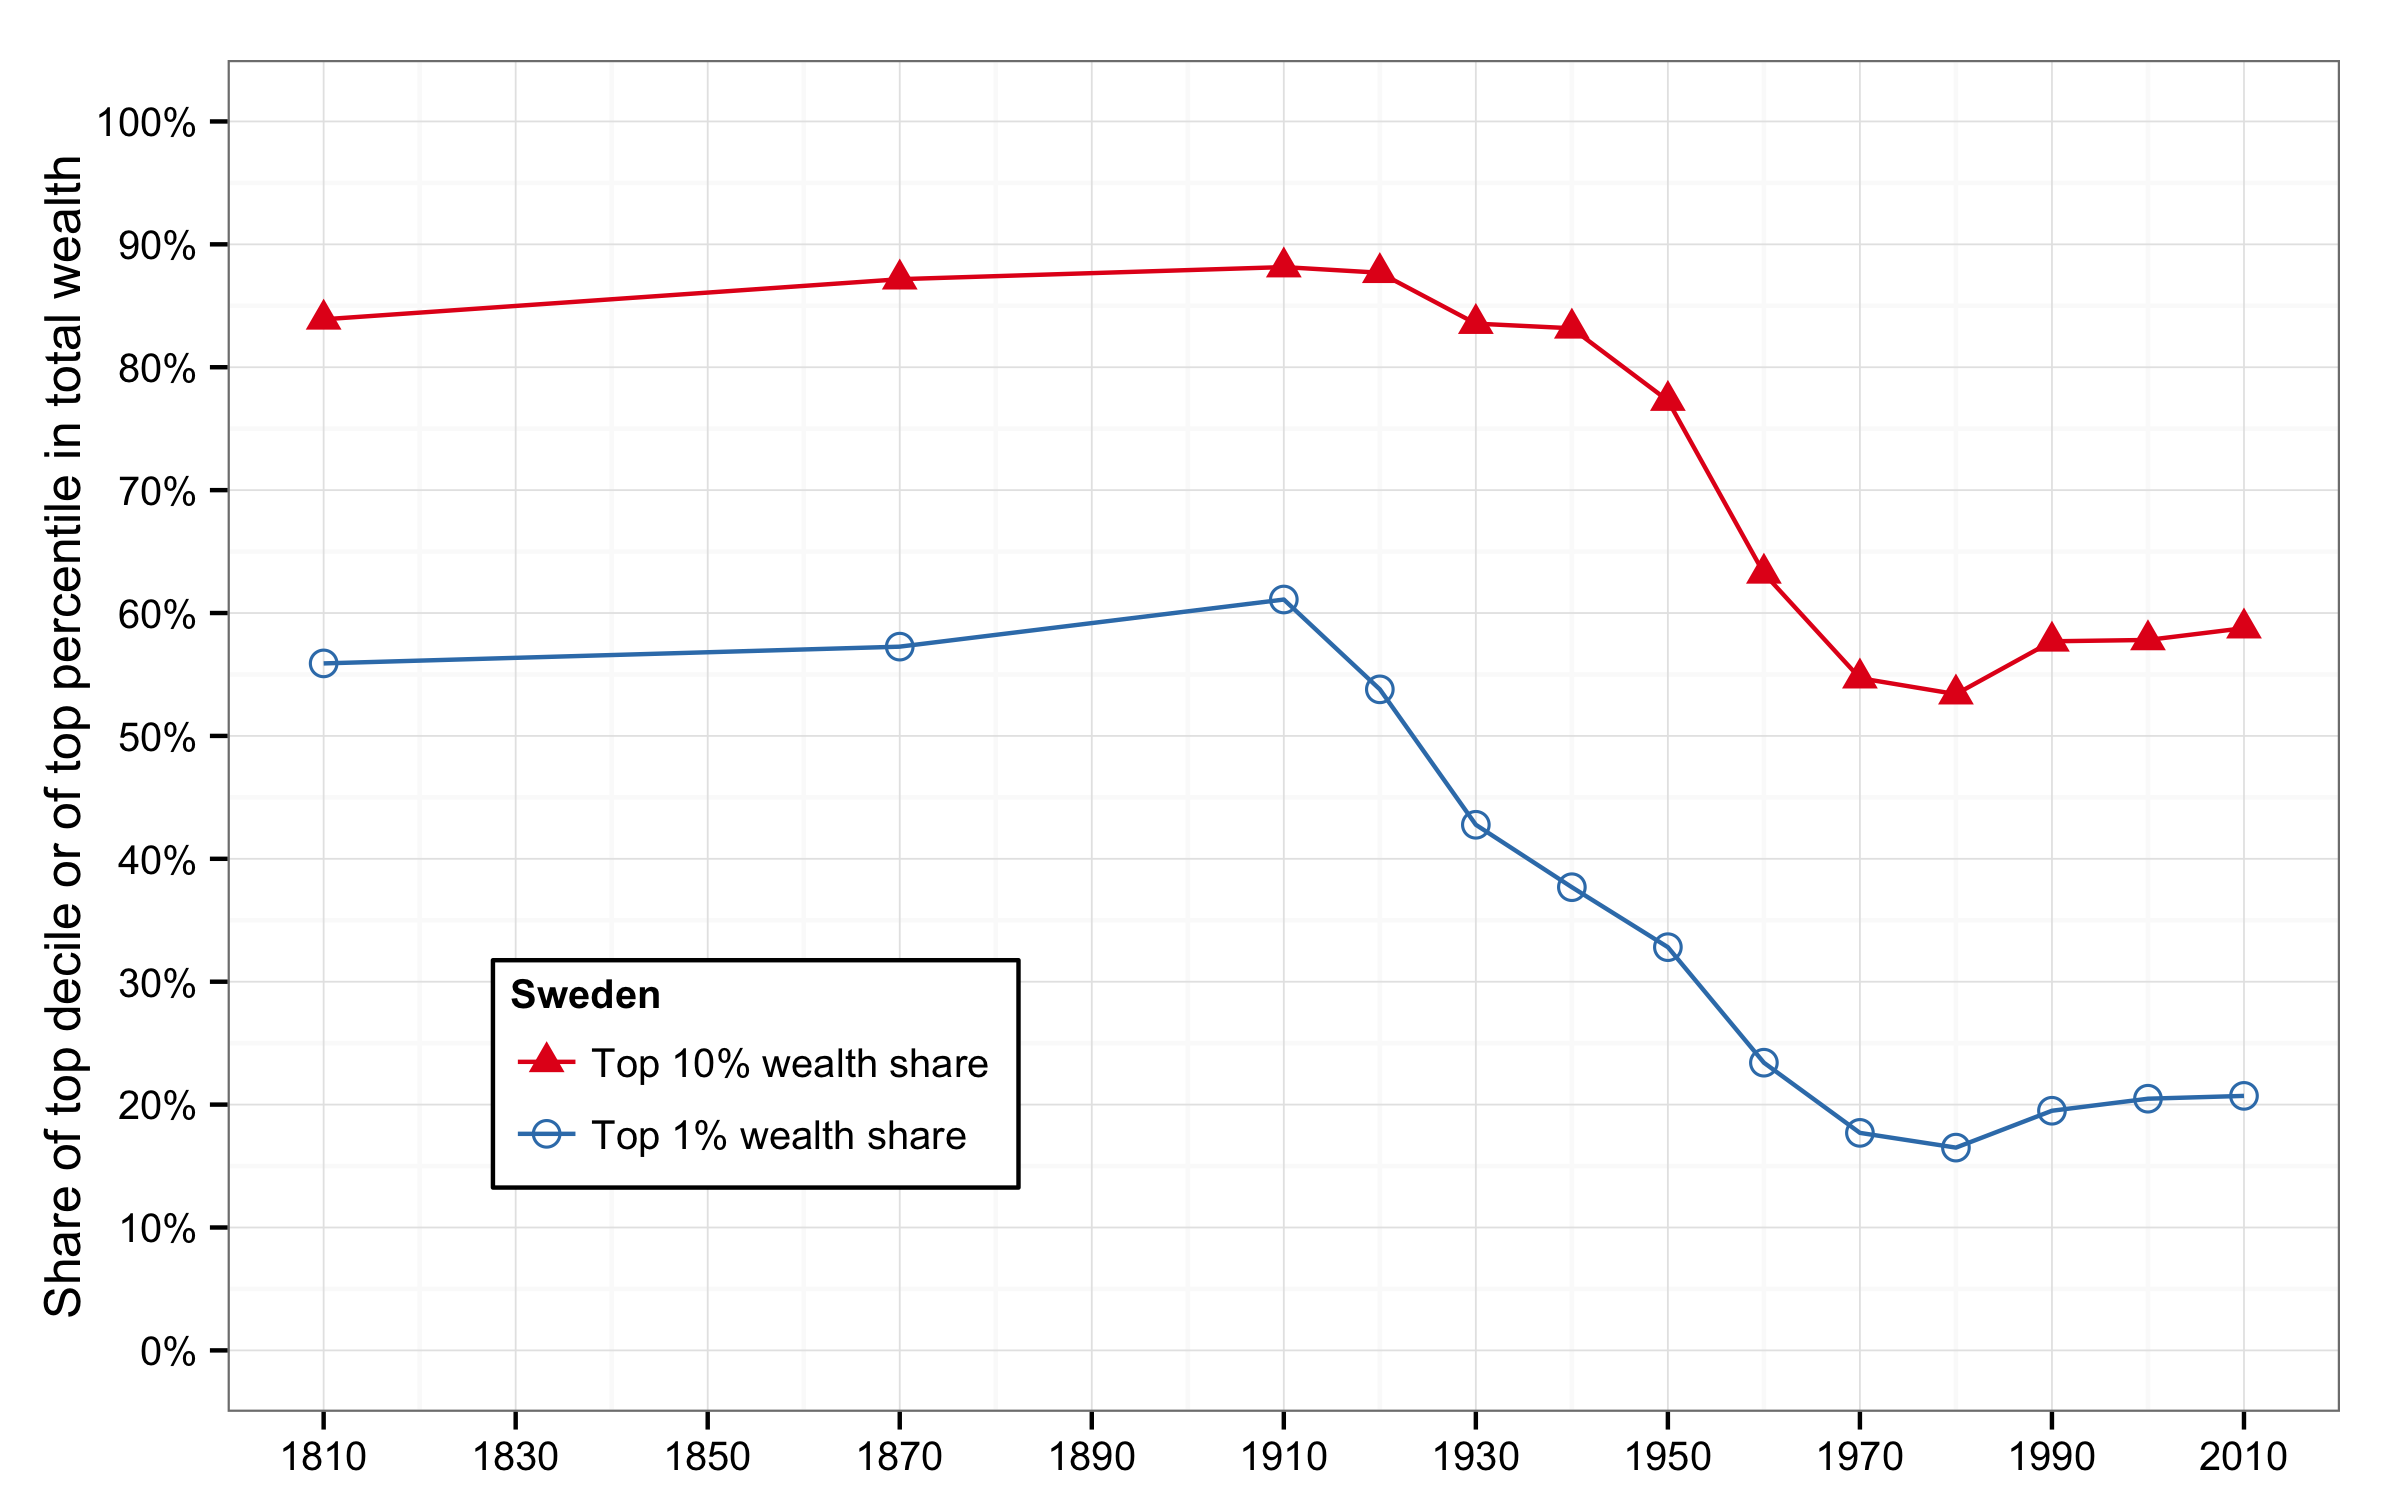 Share of top decile or of top percentile in total wealth
100%
90%
80%
70%
60%
50%
40%
30%
20%
10%
0%
Sweden
Top 10% wealth share
Top 1% wealth share
1810 1830 1850 1870 1890 1910 1930 1950 1970 1990 2010